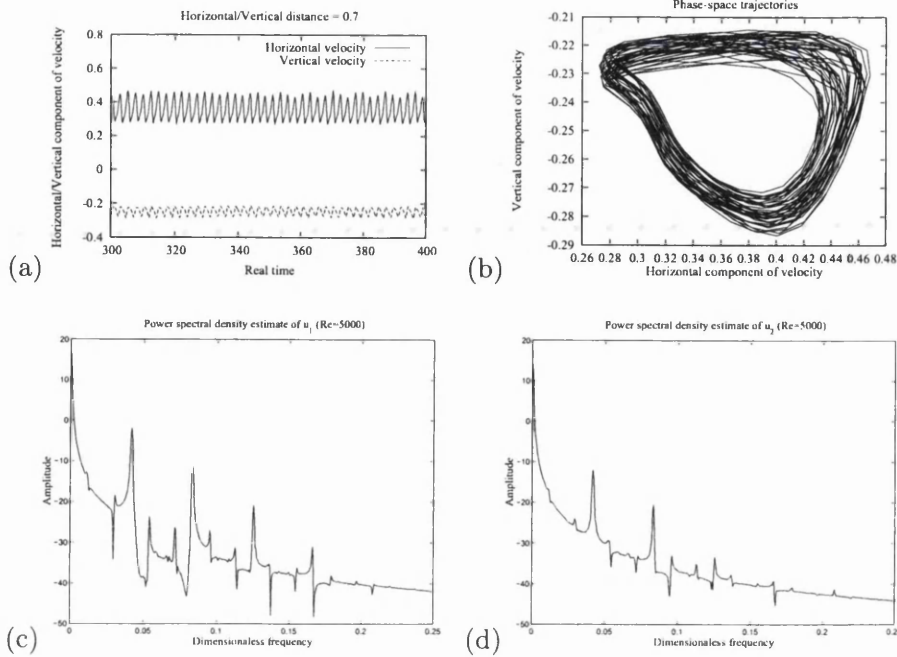 Horizontal/Vertical distance = 0.7
Horizontal/Vertical component of velocity
0.8
0.6
0.4
0.2
0
-0.2
-0.4
Horizontal velocity
Vertical velocity
300 320 340 360 380 400
Real time
(a)
Phase-space trajectories
Vertical component of velocity
-0.21
-0.22
-0.23
-0.24
-0.25
-0.26
-0.27
-0.28
-0.29
0.26 0.28 0.3 0.32 0.34 0.36 0.38 0.4 0.42 0.44 0.46 0.48
Horizontal component of velocity
(b)
Power spectral density estimate of u1 (Re=5000)
Amplitude
20
10
0
-10
-20
-30
-40
-50
0 0.05 0.1 0.15 0.2 0.25
Dimensionaless frequency
(c)
Power spectral density estimate of u2 (Re=5000)
Amplitude
20
10
0
-10
-20
-30
-40
-50
0 0.05 0.1 0.15 0.2 0.25
Dimensionaless frequency
(d)